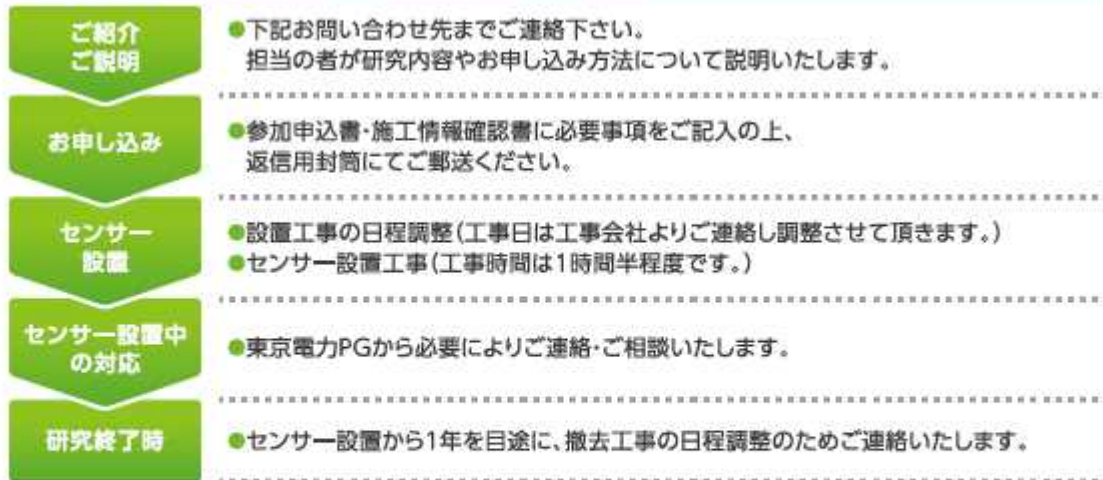 ご紹介
ご説明
●下記お問い合わせ先までご連絡下さい。
担当の者が研究内容やお申し込み方法について説明いたします。
お申し込み
●参加申込書・施工情報確認書に必要事項をご記入の上、
返信用封筒にてご郵送ください。
センサー
設置
●設置工事の日程調整(工事日は工事会社よりご連絡し調整させて頂きます。)
●センサー設置工事(工事時間は1時間半程度です。)
センサー設置中
の対応
●東京電力PGから必要によりご連絡・ご相談いたします。
研究終了時
●センサー設置から1年を目途に、撤去工事の日程調整のためご連絡いたします。